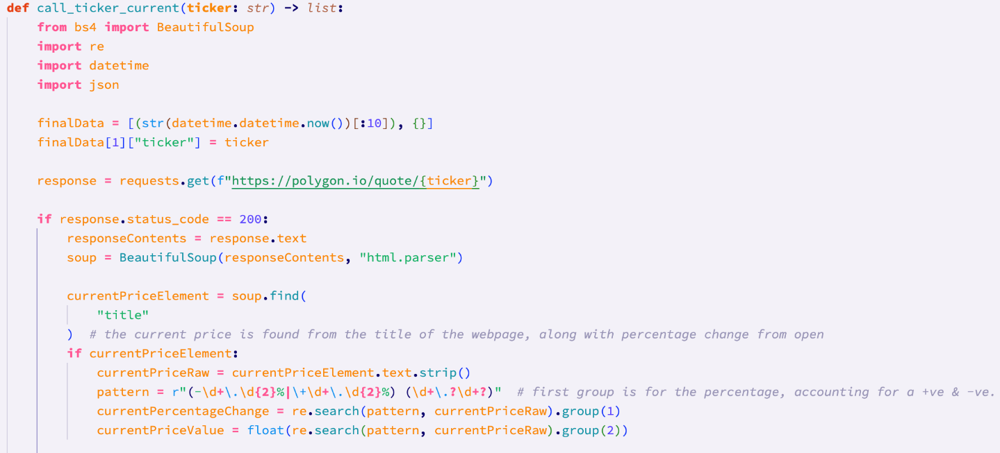 def call_ticker_current(ticker: str) -> list:
    from bs4 import BeautifulSoup
    import re
    import datetime
    import json

    finalData = [(str(datetime.datetime.now())[:10]), {}]
    finalData[1]["ticker"] = ticker

    response = requests.get(f"https://polygon.io/quote/{ticker}")

    if response.status_code == 200:
        responseContents = response.text
        soup = BeautifulSoup(responseContents, "html.parser")

        currentPriceElement = soup.find(
            "title"
        )  # the current price is found from the title of the webpage, along with percentage change from open
        if currentPriceElement:
            currentPriceRaw = currentPriceElement.text.strip()
            pattern = r"(-\d+\.\d{2}%|\+\d+\.\d{2}%) (\d+\.?\d+?)"  # first group is for the percentage, accounting for a +ve & -ve.
            currentPercentageChange = re.search(pattern, currentPriceRaw).group(1)
            currentPriceValue = float(re.search(pattern, currentPriceRaw).group(2))